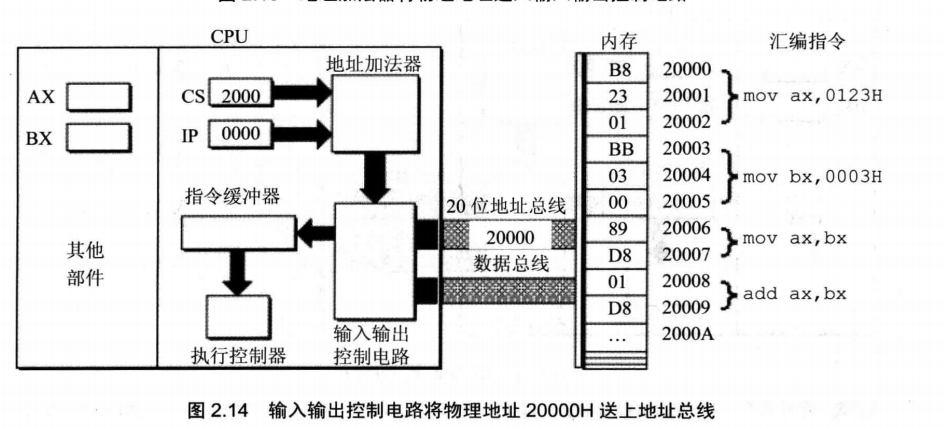 CPU
内存
汇编指令
地址加法器
AX
BX
CS 2000
IP 0000
指令缓冲器
其他
部件
执行控制器
输入输出
控制电路
20 位地址总线
20000
数据总线
B8 20000
23 20001
01 20002
mov ax,0123H
BB 20003
03 20004
00 20005
mov bx,0003H
89 20006
D8 20007
mov ax,bx
01 20008
D8 20009
add ax,bx
… 2000A
图 2.14 输入输出控制电路将物理地址 20000H 送上地址总线